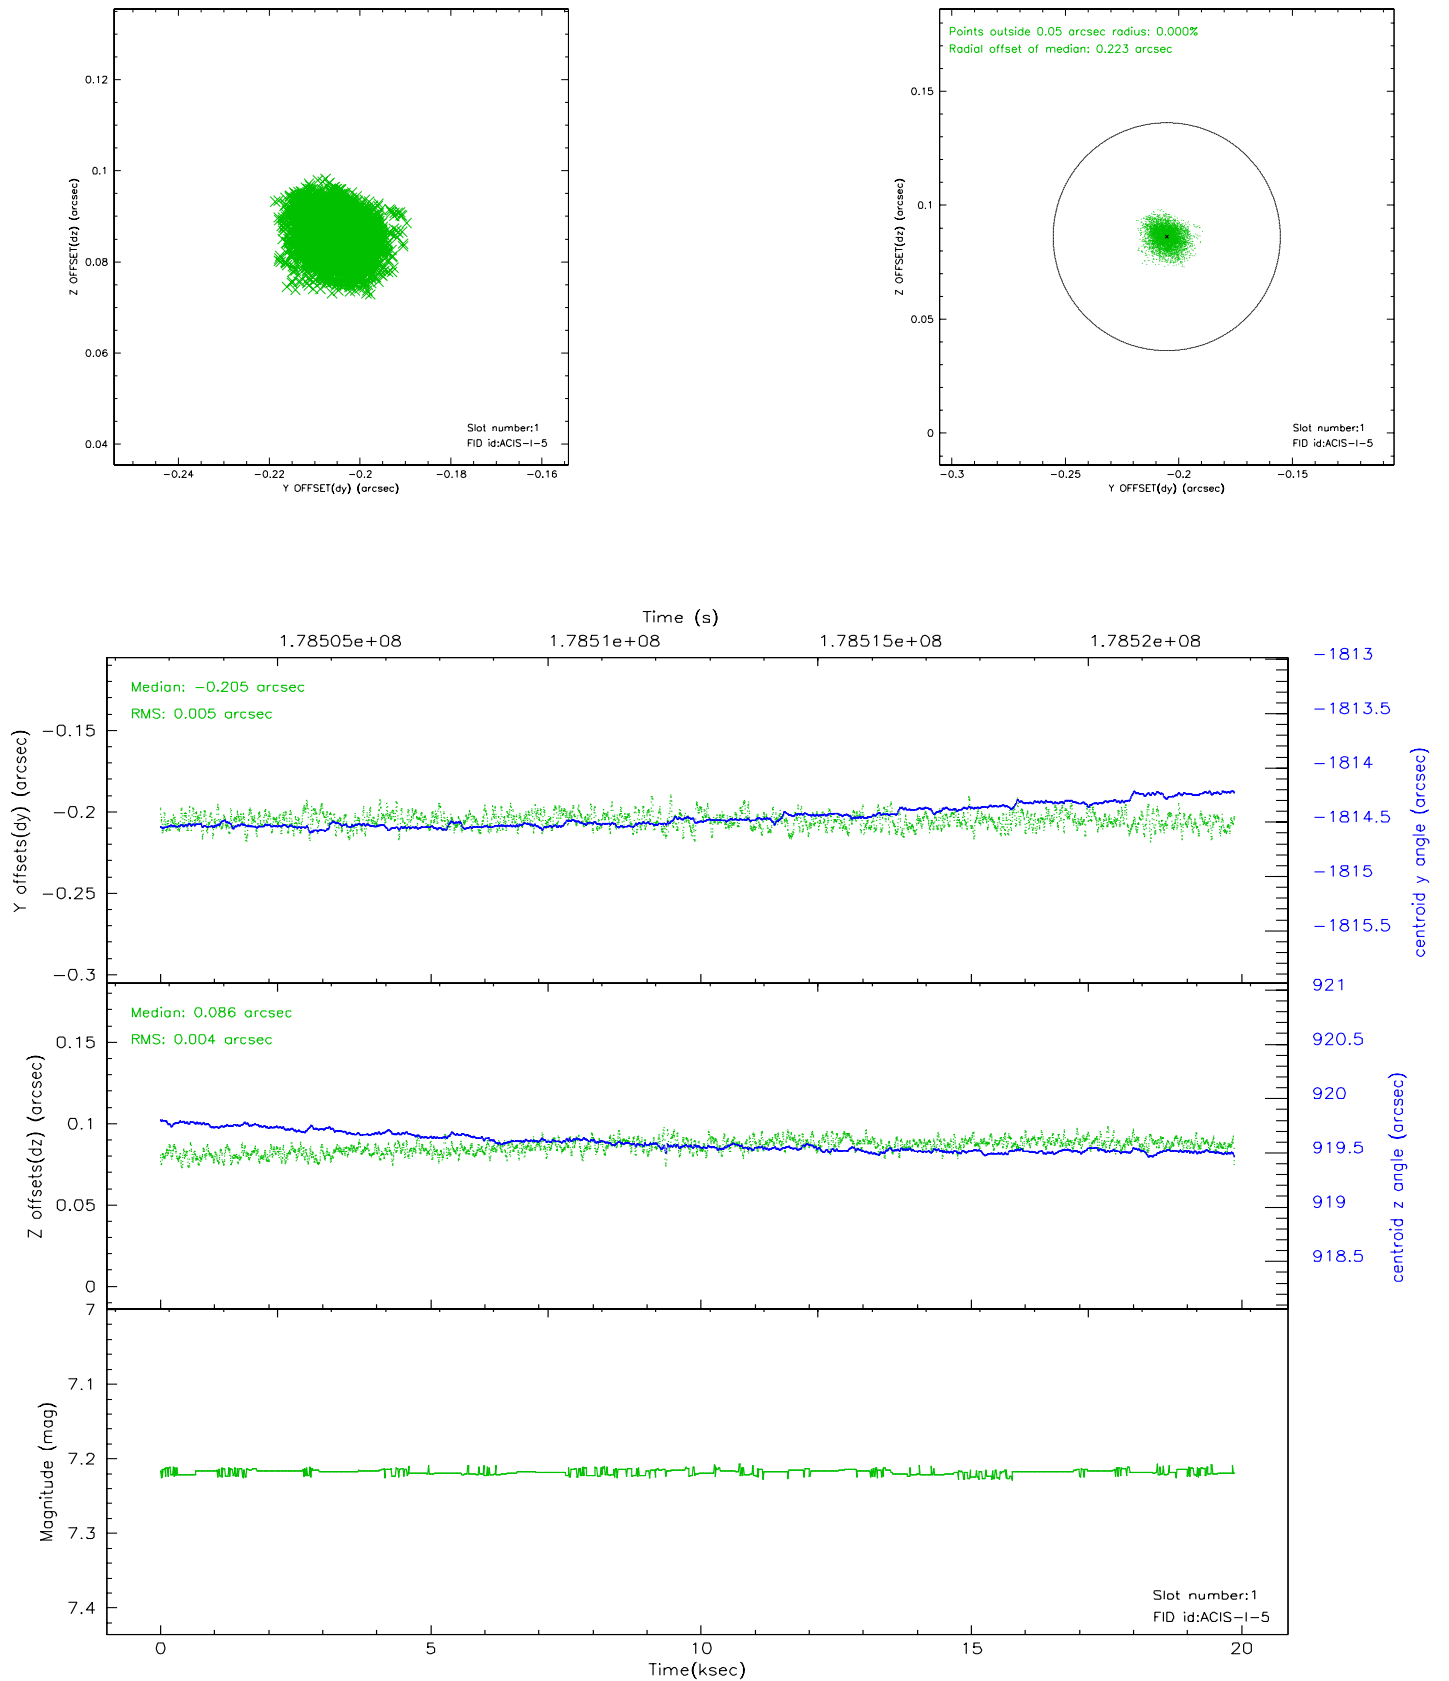 0.12
0.1
0.08
0.06
0.04
Z OFFSET(dz) (arcsec)
Slot number:1
FID id:ACIS-I-5
-0.24
-0.22
-0.2
-0.18
-0.16
Y OFFSET(dy) (arcsec)
Points outside 0.05 arcsec radius: 0.000%
Radial offset of median: 0.223 arcsec
0.15
0.1
0.05
0
Z OFFSET(dz) (arcsec)
Slot number:1
FID id:ACIS-I-5
-0.3
-0.25
-0.2
-0.15
Y OFFSET(dy) (arcsec)
Time (s)
1.78505e+08
1.7851e+08
1.78515e+08
1.7852e+08
Median: -0.205 arcsec
RMS: 0.005 arcsec
-0.15
-0.2
-0.25
-0.3
Y offsets(dy) (arcsec)
-1813
-1813.5
-1814
-1814.5
-1815
-1815.5
centroid y angle (arcsec)
Median: 0.086 arcsec
RMS: 0.004 arcsec
0.15
0.1
0.05
0
Z offsets(dz) (arcsec)
921
920.5
920
919.5
919
918.5
centroid z angle (arcsec)
7
7.1
7.2
7.3
7.4
Magnitude (mag)
Slot number:1
FID id:ACIS-I-5
0
5
10
15
20
Time(ksec)